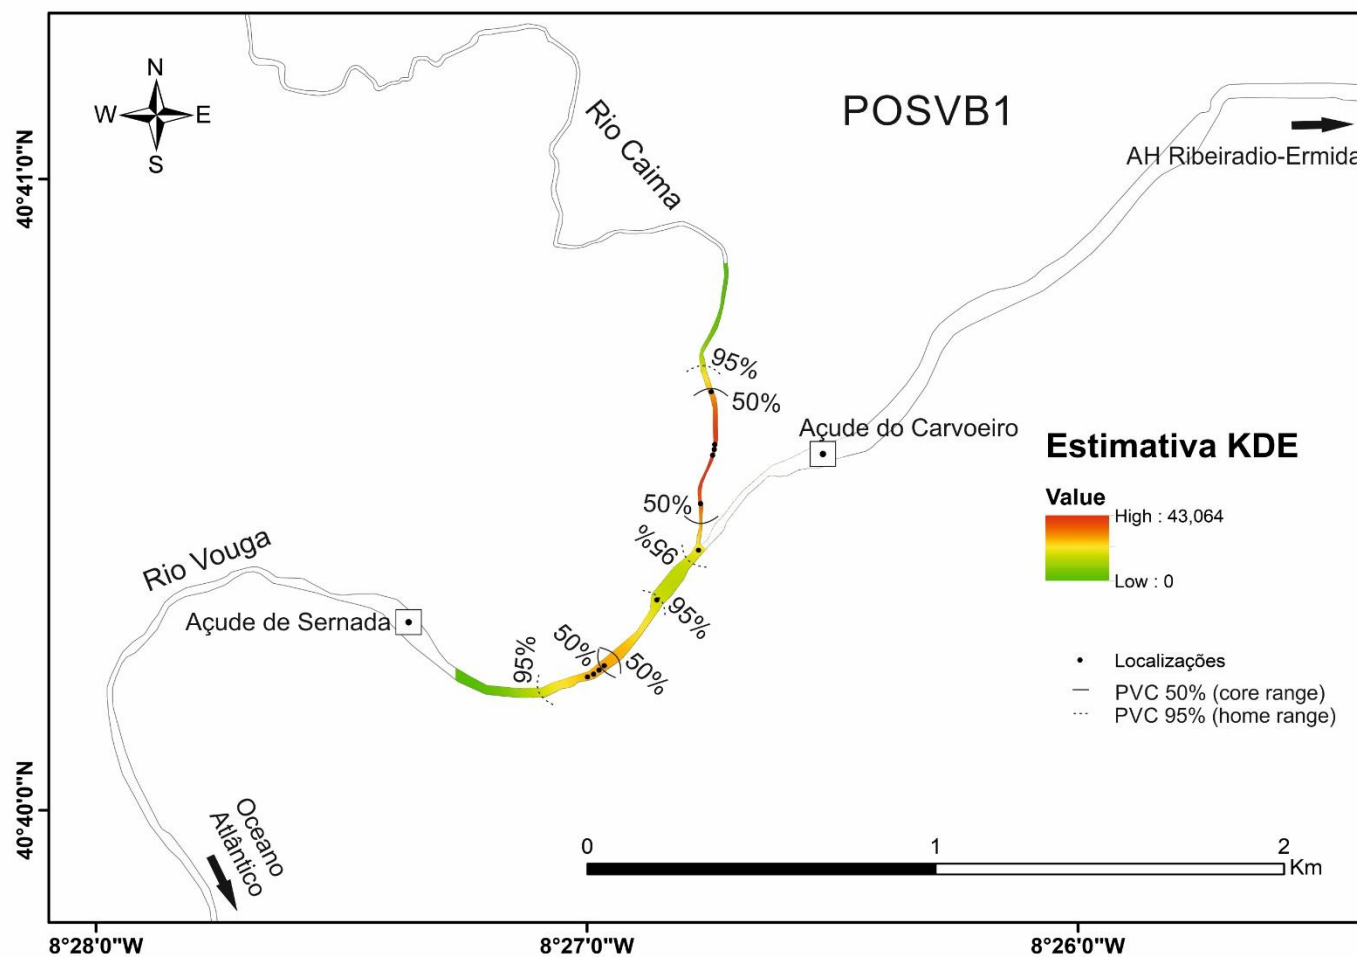 N
W E
S
POSVB1
Rio Caima
AH Ribeiradio-Ermida
40°41'0"N
95%
50%
Açude do Carvoeiro
Estimativa KDE
Value
High : 43,064
Low : 0
50%
95%
Rio Vouga
95%
Açude de Sernada
50%
50%
95%
Localizações
PVC 50% (core range)
PVC 95% (home range)
40°40'0"N
Oceano
Atlântico
0 1 2
Km
8°28'0"W 8°27'0"W 8°26'0"W